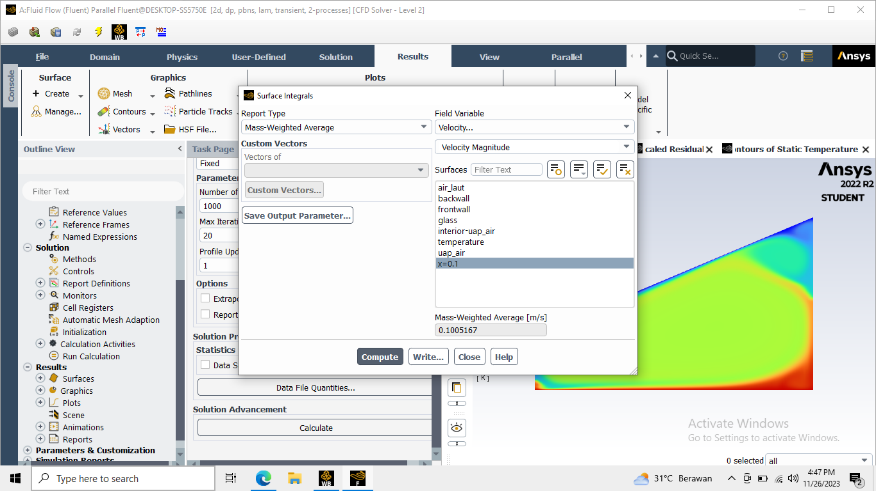 A:Fluid Flow (Fluent) Parallel Fluent@DESKTOP-SS5750E [2d, dp, pbns, lam, transient, 2-processes] [CFD Solver - Level 2]
WB
File Domain Physics User-Defined Solution Results View Parallel Quick Se... Ansys
Console
Surface Graphics Plots
Create Mesh Pathlines
Manage... Contours Particle Tracks
Vectors HSF File...
Outline View
Filter Text
Reference Values
Reference Frames
Named Expressions
Solution
Methods
Controls
Report Definitions
Monitors
Cell Registers
Automatic Mesh Adaption
Initialization
Calculation Activities
Run Calculation
Results
Surfaces
Graphics
Plots
Scene
Animations
Reports
Parameters & Customization
Simulation Reports
Task Page
Fixed
Parameter
Number of
1000
Max Iterati
20
Profile Upd
1
Options
Extrapo
Report
Solution Pr
Statistics
Data S
Data File Quantities...
Solution Advancement
Calculate
Surface Integrals
Report Type
Mass-Weighted Average
Custom Vectors
Vectors of
Custom Vectors...
Save Output Parameter...
Field Variable
Velocity...
Velocity Magnitude
Surfaces Filter Text
air_laut
backwall
frontwall
glass
interior-uap_air
temperature
uap_air
x=0.1
Mass-Weighted Average [m/s]
0.1005167
Compute Write... Close Help
del
cific
caled Residual
ontours of Static Temperature
Ansys
2022 R2
STUDENT
[K]
Activate Windows
Go to Settings to activate Windows.
0 selected all
Type here to search
WB
F
31°C Berawan
4:47 PM
11/26/2023
2